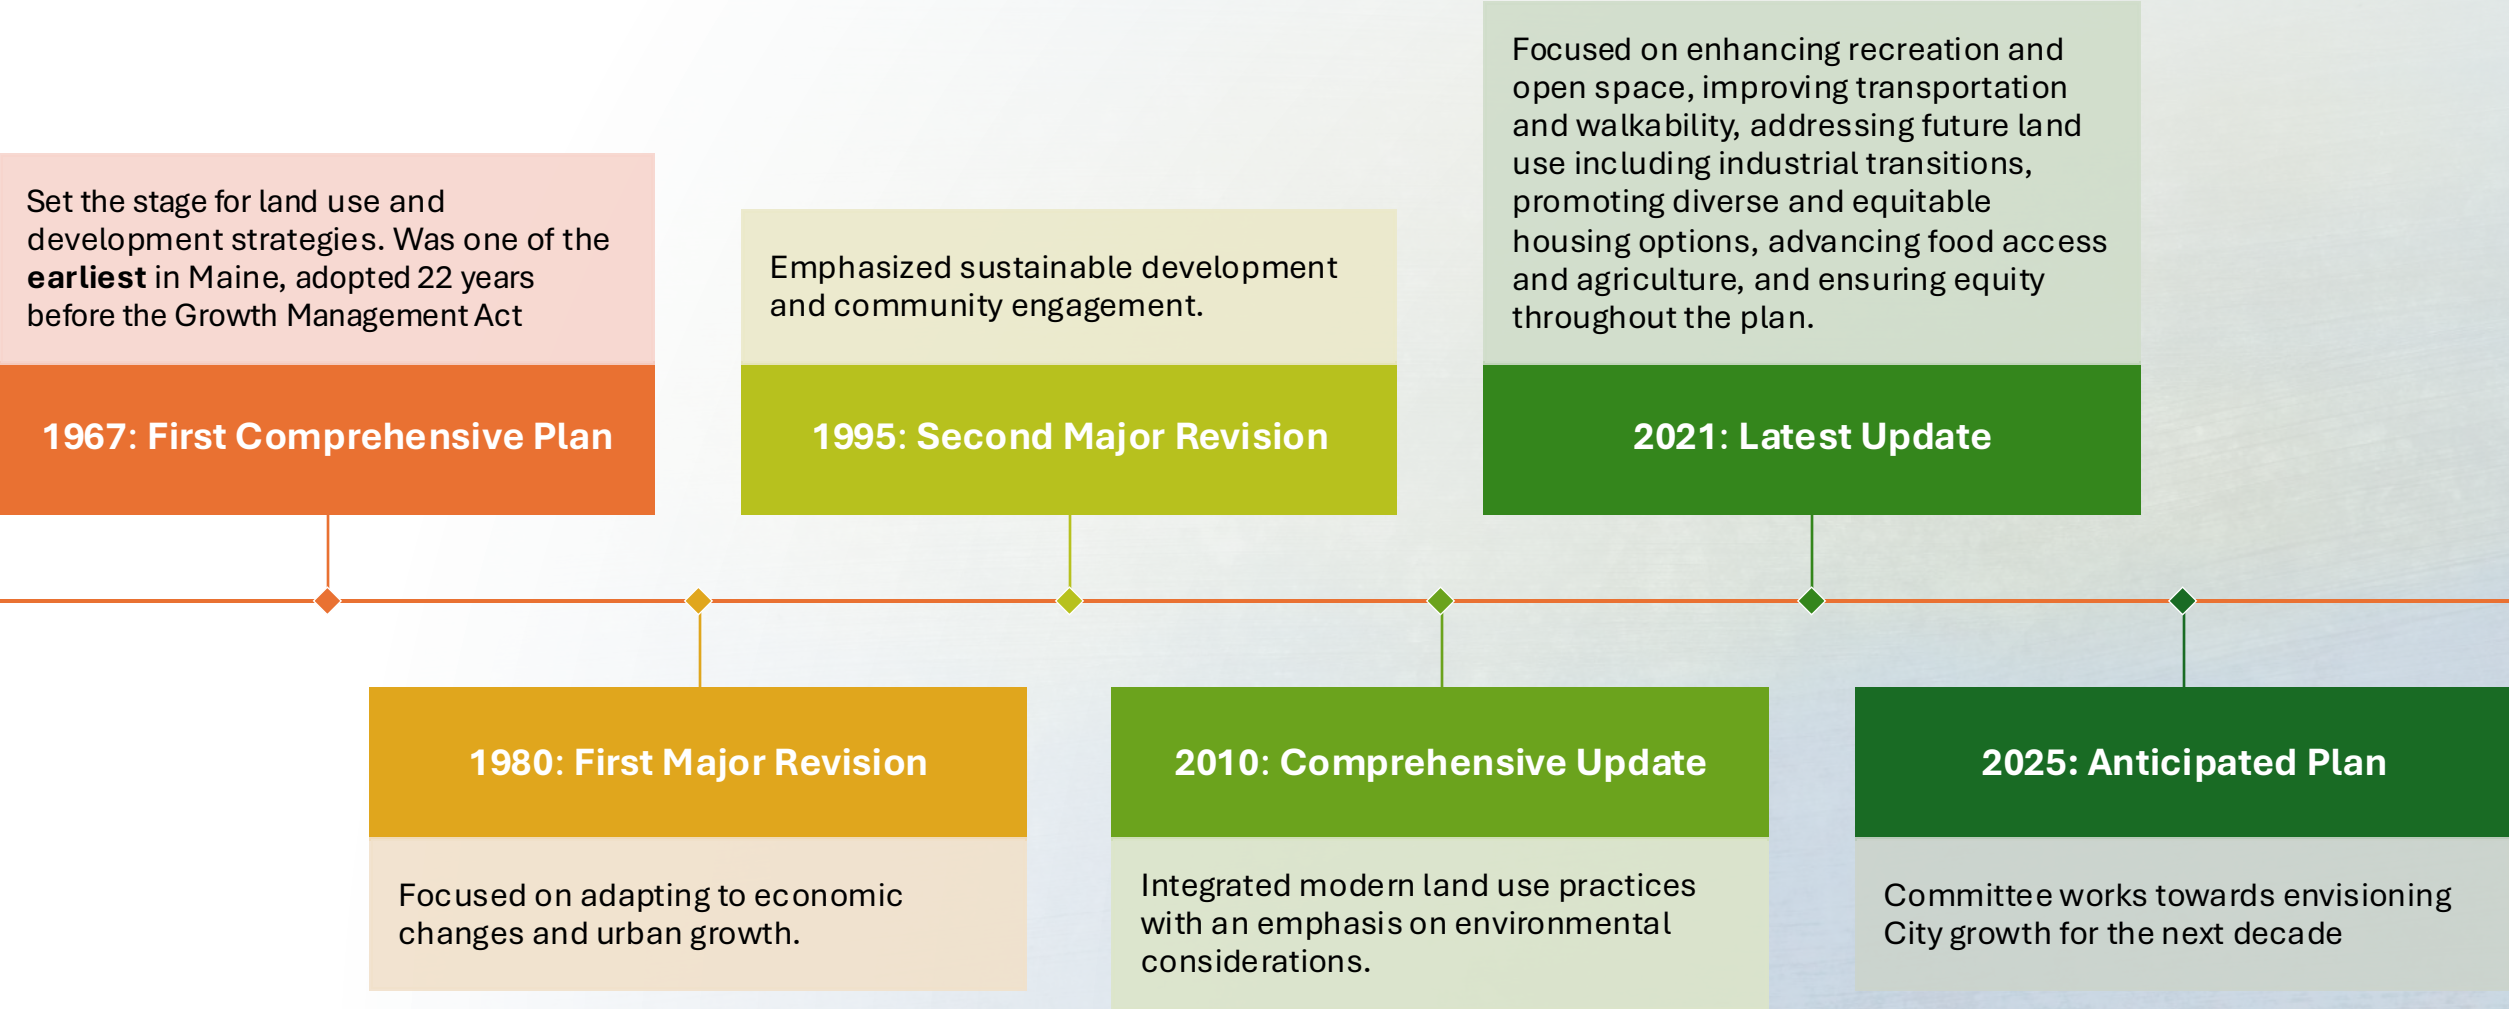 Set the stage for land use and
development strategies. Was one of the
earliest in Maine, adopted 22 years
before the Growth Management Act
1967: First Comprehensive Plan
1980: First Major Revision
Focused on adapting to economic
changes and urban growth.
Emphasized sustainable development
and community engagement.
1995: Second Major Revision
2010: Comprehensive Update
Integrated modern land use practices
with an emphasis on environmental
considerations.
Focused on enhancing recreation and
open space, improving transportation
and walkability, addressing future land
use including industrial transitions,
promoting diverse and equitable
housing options, advancing food access
and agriculture, and ensuring equity
throughout the plan.
2021: Latest Update
2025: Anticipated Plan
Committee works towards envisioning
City growth for the next decade